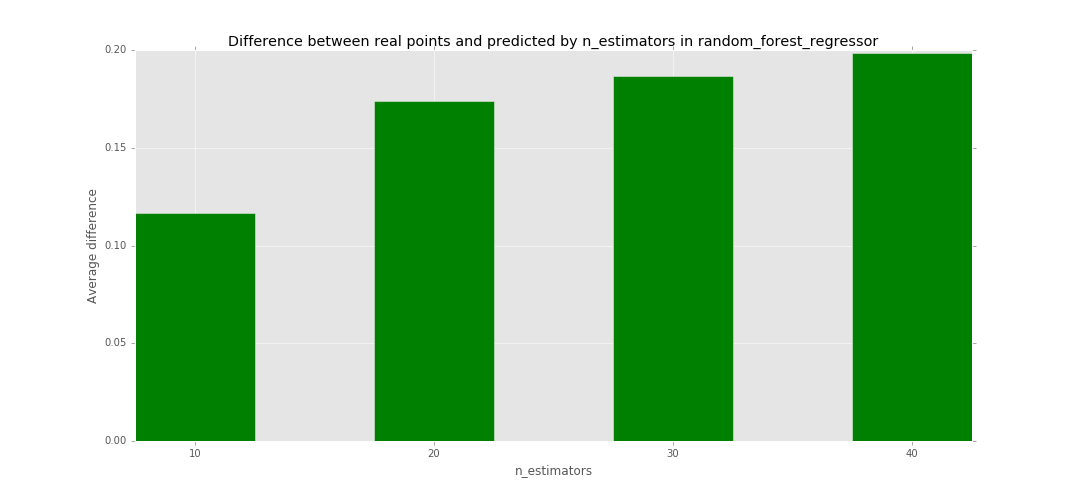 Difference between real points and predicted by n_estimators in random_forest_regressor
0.20
0.15
0.10
0.05
0.00
Average difference
10 20 30 40
n_estimators